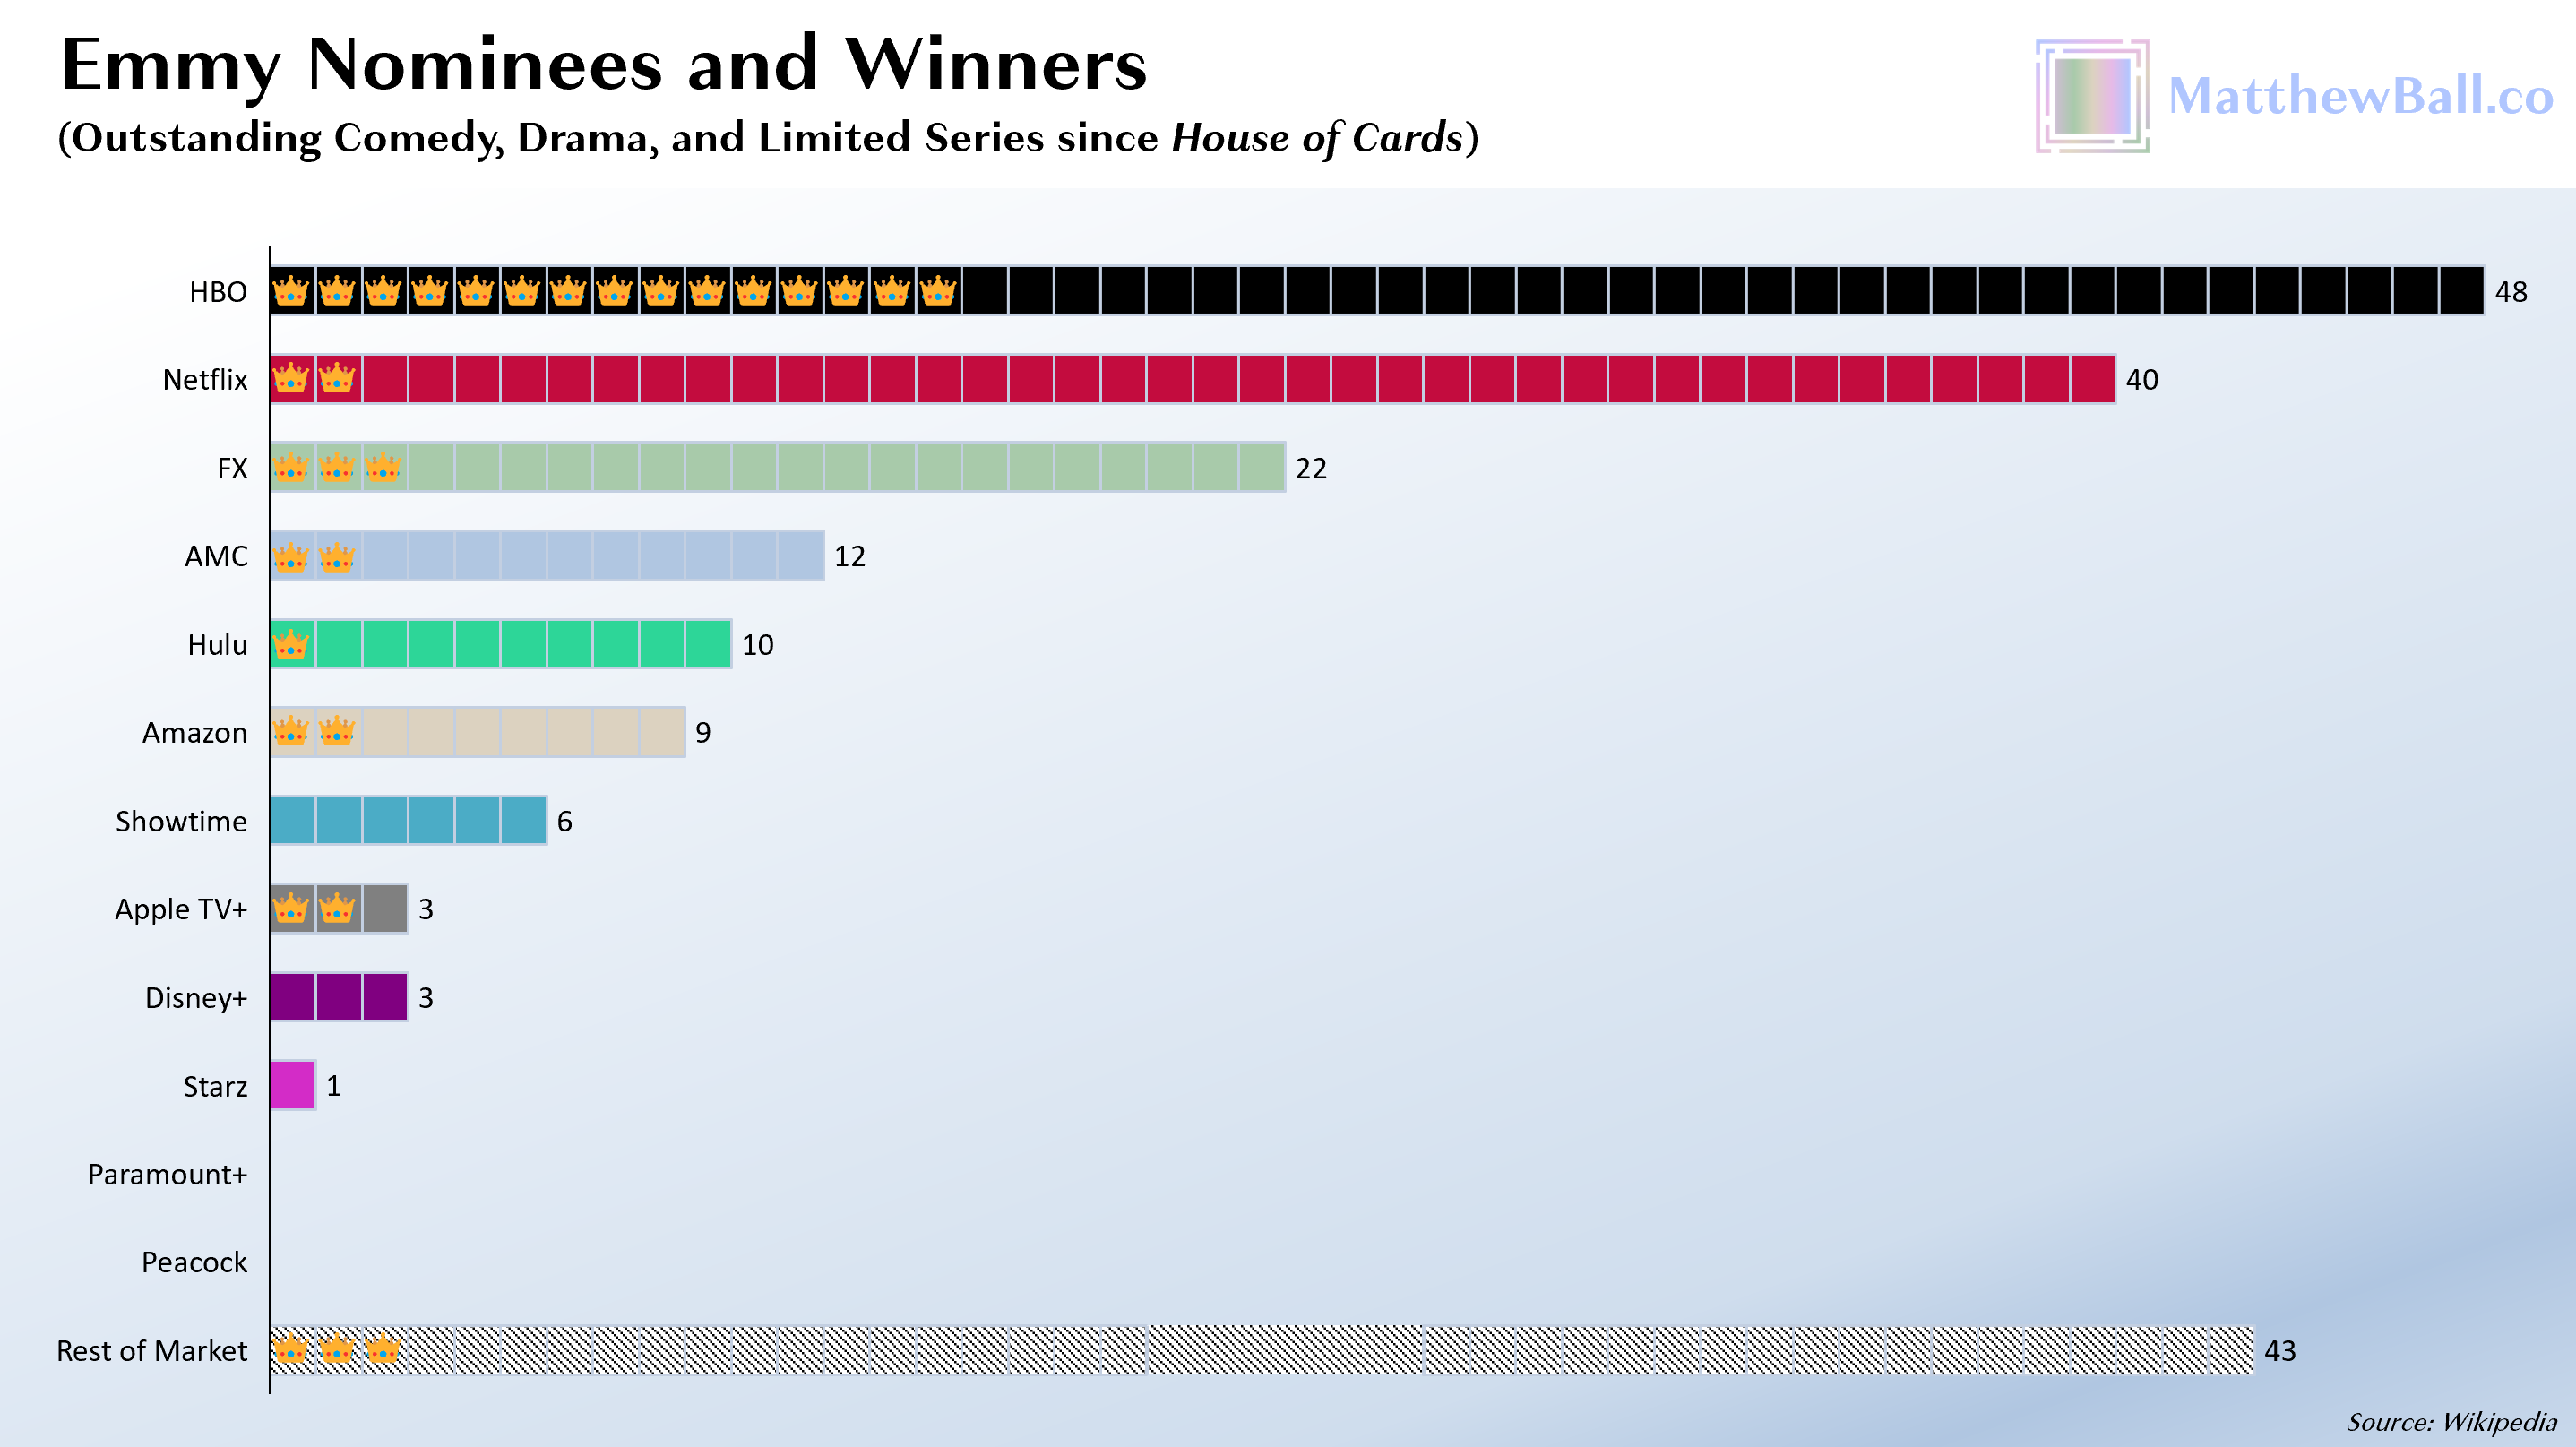 Emmy Nominees and Winners
(Outstanding Comedy, Drama, and Limited Series since House of Cards)
MatthewBall.co
HBO 48
Netflix 40
FX 22
AMC 12
Hulu 10
Amazon 9
Showtime 6
Apple TV+ 3
Disney+ 3
Starz 1
Paramount+
Peacock
Rest of Market 43
Source: Wikipedia